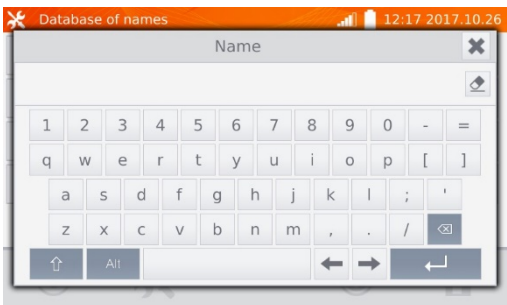 Database of names 12:17 2017.10.26
Name
1 2 3 4 5 6 7 8 9 0 - =
q w e r t y u i o p [ ]
a s d f g h j k l ; '
z x c v b n m , . /
Alt